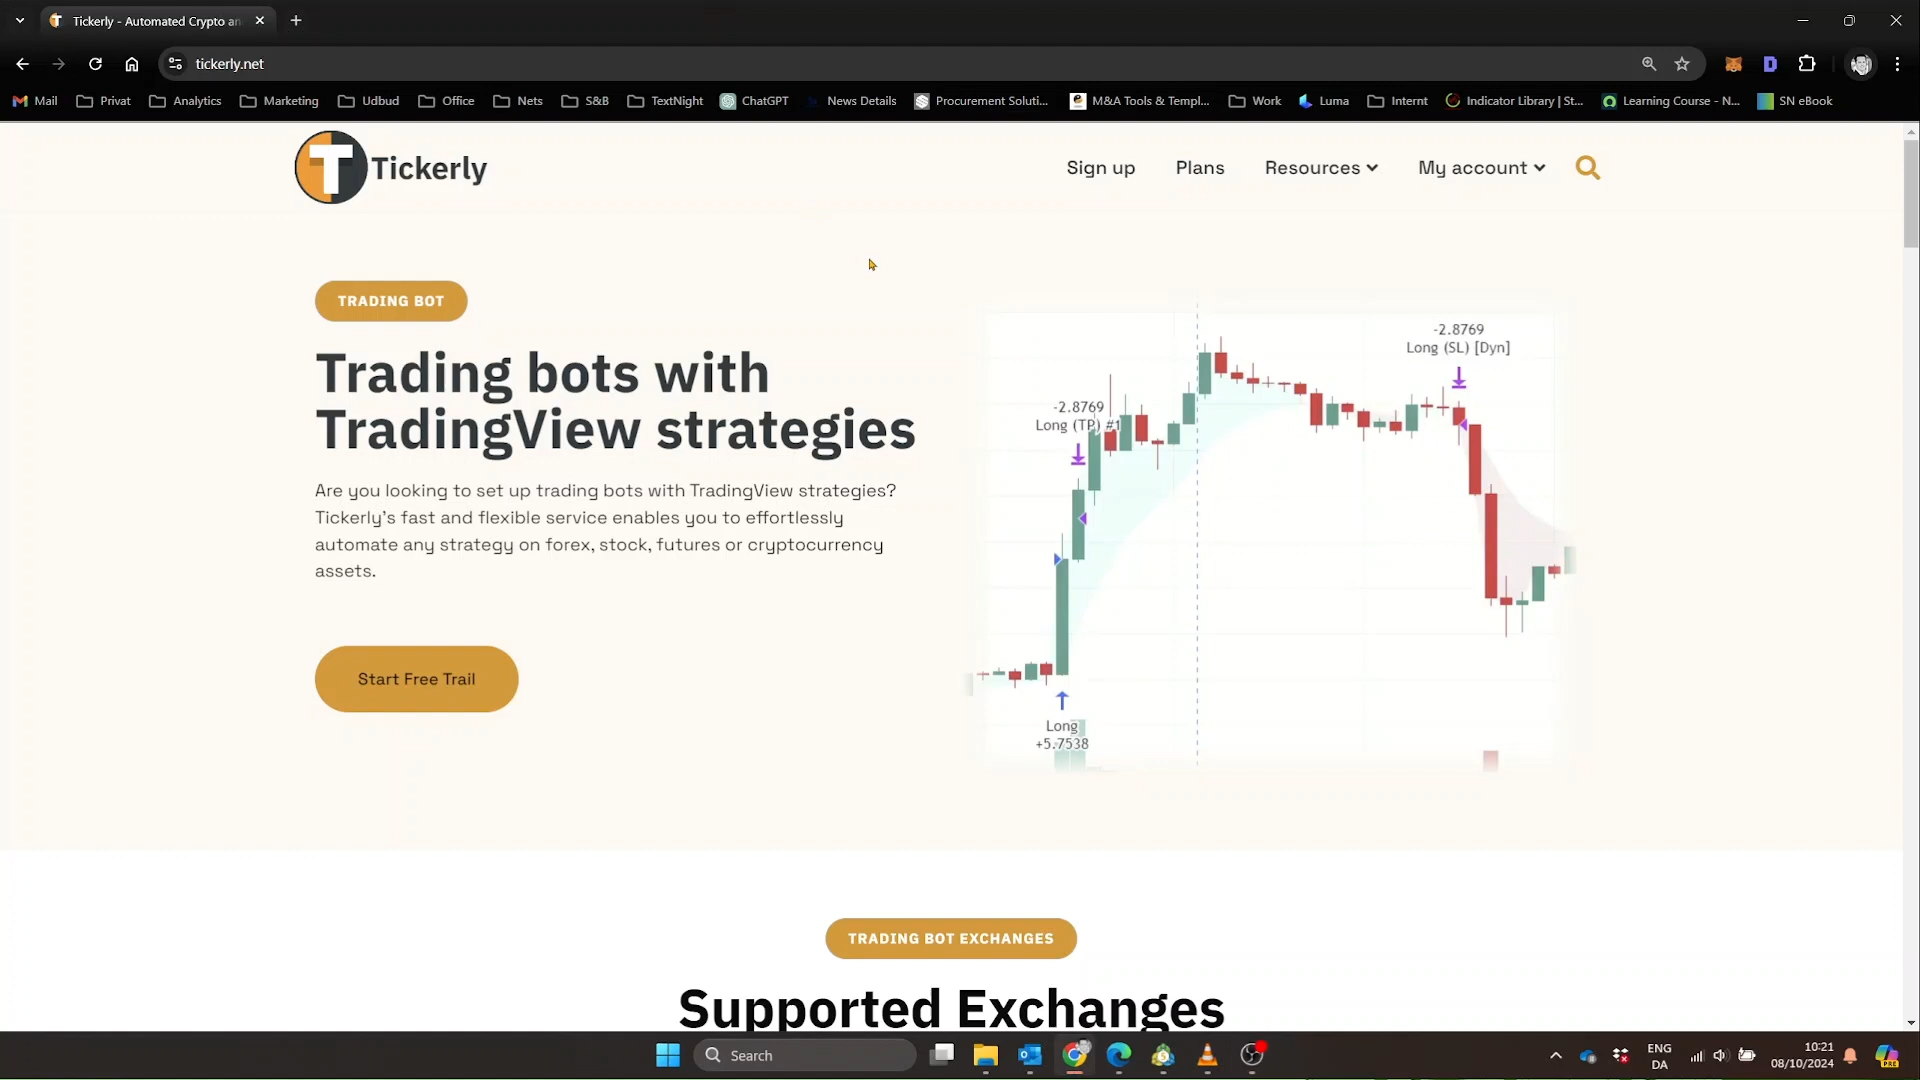 Tickerly - Automated Crypto an
tickerly.net
Mail
Privat
Analytics
Marketing
Udbud
Office
Nets
S&B
TextNight
ChatGPT
News Details
Procurement Soluti...
M&A Tools & Templ...
Work
Luma
Internt
Indicator Library | St...
Learning Course - N...
SN eBook
T Tickerly
Sign up
Plans
Resources
My account
TRADING BOT
Trading bots with
TradingView strategies
Are you looking to set up trading bots with TradingView strategies?
Tickerly's fast and flexible service enables you to effortlessly
automate any strategy on forex, stock, futures or cryptocurrency
assets.
Start Free Trail
-2.8769
Long (TP) #1
-2.8769
Long (SL) [Dyn]
Long
+5.7538
TRADING BOT EXCHANGES
Supported Exchanges
Search
ENG
DA
10:21
08/10/2024
PRE